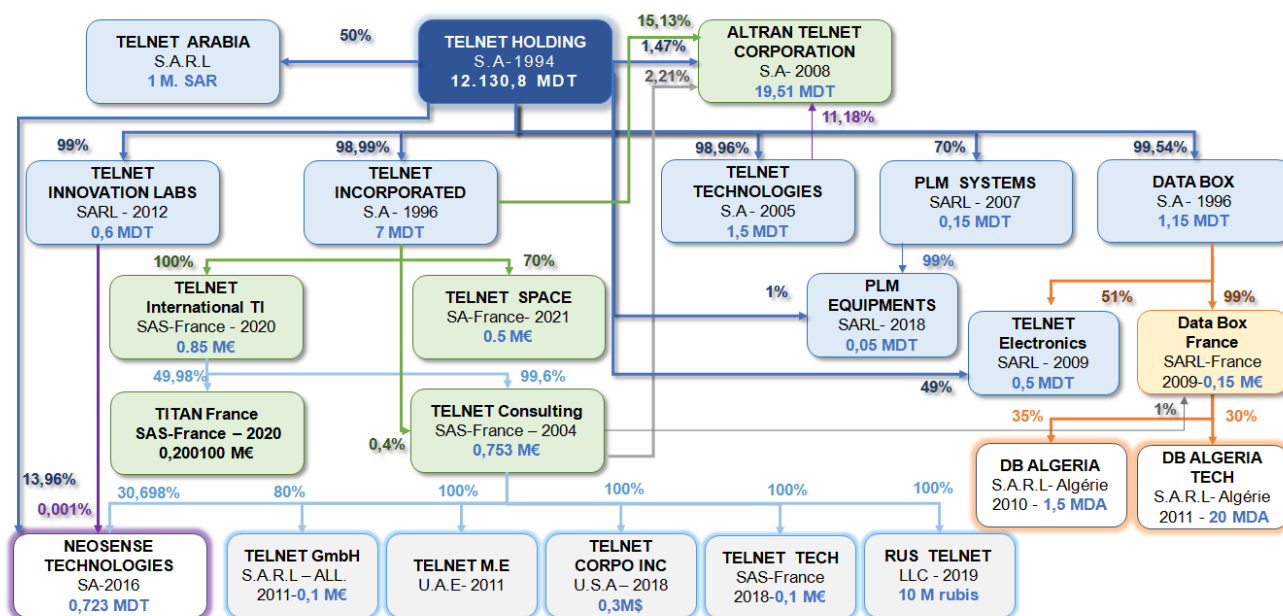 TELNET ARABIA
S.A.R.L
1 M. SAR
50%
TELNET HOLDING
S.A-1994
12.130,8 MDT
15,13%
1,47%
2,21%
ALTRAN TELNET
CORPORATION
S.A- 2008
19,51 MDT
11,18%
99%
TELNET
INNOVATION LABS
SARL - 2012
0,6 MDT
98,99%
TELNET
INCORPORATED
S.A - 1996
7 MDT
98,96%
TELNET
TECHNOLOGIES
S.A - 2005
1,5 MDT
70%
PLM SYSTEMS
SARL - 2007
0,15 MDT
99,54%
DATA BOX
S.A - 1996
1,15 MDT
100%
TELNET
International TI
SAS-France - 2020
0.85 M€
70%
TELNET SPACE
SA-France- 2021
0.5 M€
1%
99%
PLM
EQUIPMENTS
SARL- 2018
0,05 MDT
51%
TELNET
Electronics
SARL - 2009
0,5 MDT
49%
99%
Data Box
France
SARL-France
2009-0,15 M€
49,98%
TITAN France
SAS-France – 2020
0,200100 M€
99,6%
TELNET Consulting
SAS-France – 2004
0,753 M€
0,4%
1%
35%
DB ALGERIA
S.A.R.L- Algérie
2010 - 1,5 MDA
30%
DB ALGERIA
TECH
S.A.R.L- Algérie
2011 - 20 MDA
13,96%
0,001%
30,698%
NEOSENSE
TECHNOLOGIES
SA-2016
0,723 MDT
80%
TELNET GmbH
S.A.R.L – ALL.
2011-0,1 M€
100%
TELNET M.E
U.A.E- 2011
100%
TELNET
CORPO INC
U.S.A – 2018
0,3M$
100%
TELNET TECH
SAS-France
2018-0,1 M€
100%
RUS TELNET
LLC - 2019
10 M rubis